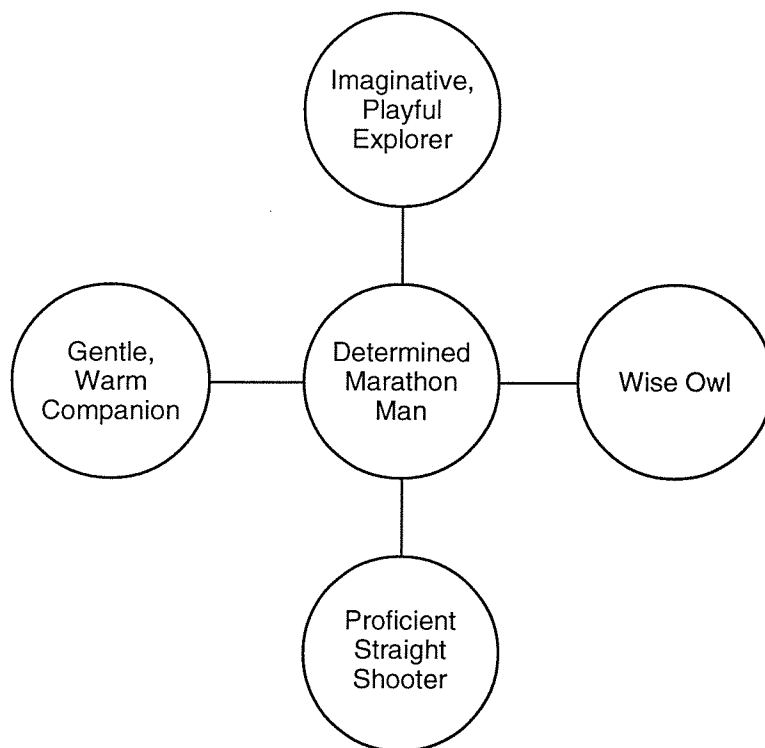 Imaginative,
Playful
Explorer
Gentle,
Warm
Companion
Determined
Marathon
Man
Wise Owl
Proficient
Straight
Shooter